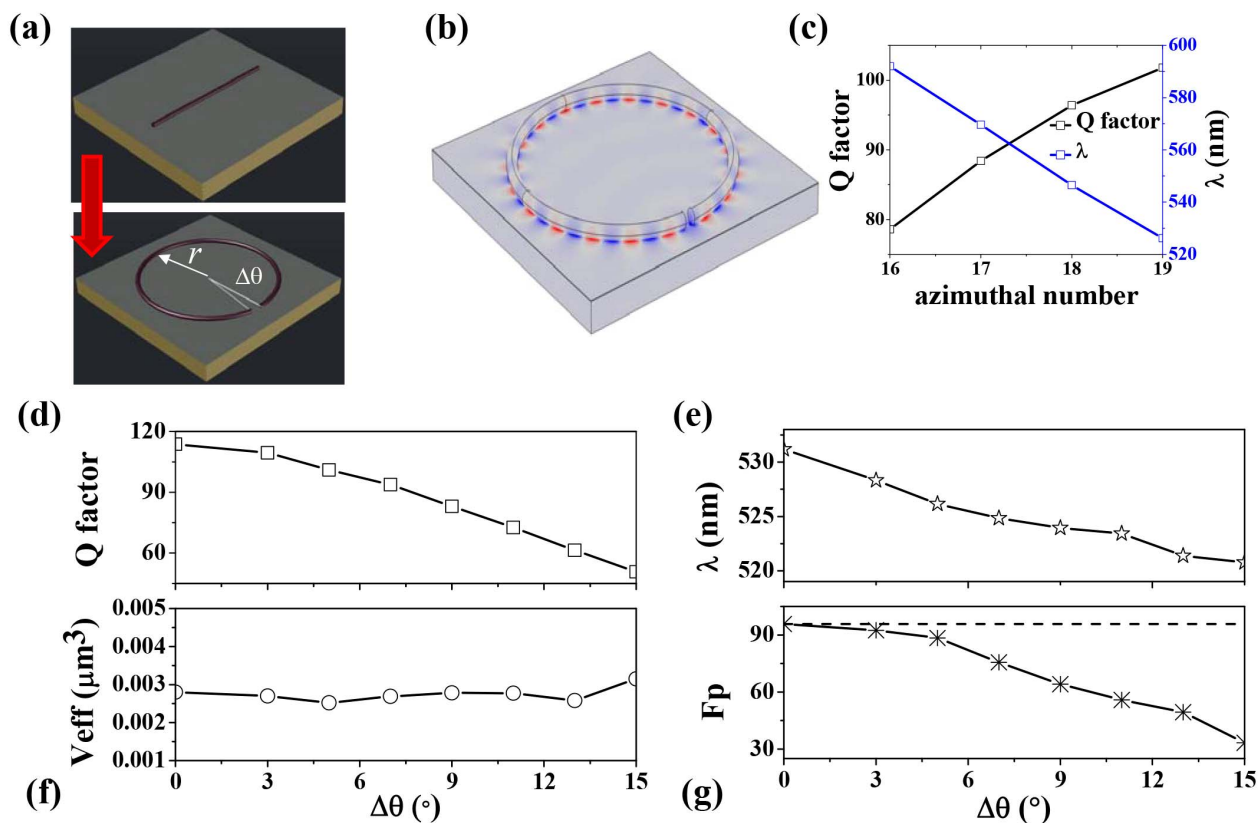 (a)
r
Δθ
(b)
(c)
100
90
80
Q factor
Q factor
λ
600
580
560
540
520
λ (nm)
16
17
18
19
azimuthal number
(d)
120
90
60
Q factor
0.005
0.004
0.003
0.002
0.001
Veff (μm³)
0
3
6
9
12
15
Δθ (°)
(f)
(e)
530
525
520
λ (nm)
90
60
30
Fp
0
3
6
9
12
15
Δθ (°)
(g)